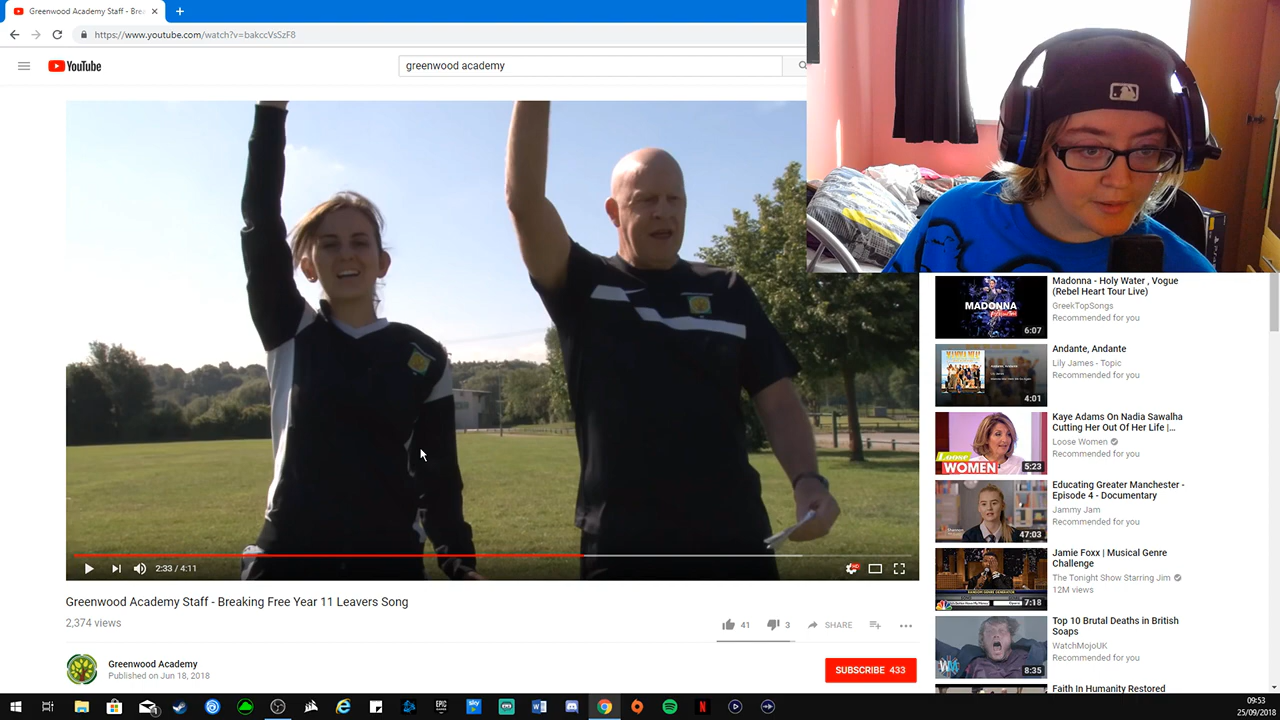 Greenwood Academy Staff - Brea
https://www.youtube.com/watch?v=bakccVsSzF8
YouTube
greenwood academy
2:33 / 4:11
HD
Greenwood Academy Staff - Breaking Free Year 11 Leavers Song
2,374 views
41
3
SHARE
Greenwood Academy
Published on Jun 18, 2018
SUBSCRIBE 433
MADONNA
6:07
Madonna - Holy Water , Vogue
(Rebel Heart Tour Live)
GreekTopSongs
Recommended for you
4:01
Andante, Andante
Lily James - Topic
Recommended for you
LOOSE
WOMEN
5:23
Kaye Adams On Nadia Sawalha
Cutting Her Out Of Her Life |...
Loose Women
Recommended for you
47:03
Educating Greater Manchester -
Episode 4 - Documentary
Jammy Jam
Recommended for you
7:18
Jamie Foxx | Musical Genre
Challenge
The Tonight Show Starring Jim
12M views
8:35
Top 10 Brutal Deaths in British
Soaps
WatchMojoUK
Recommended for you
Faith In Humanity Restored
EPIC
GAMES
sky
09:53
25/09/2018